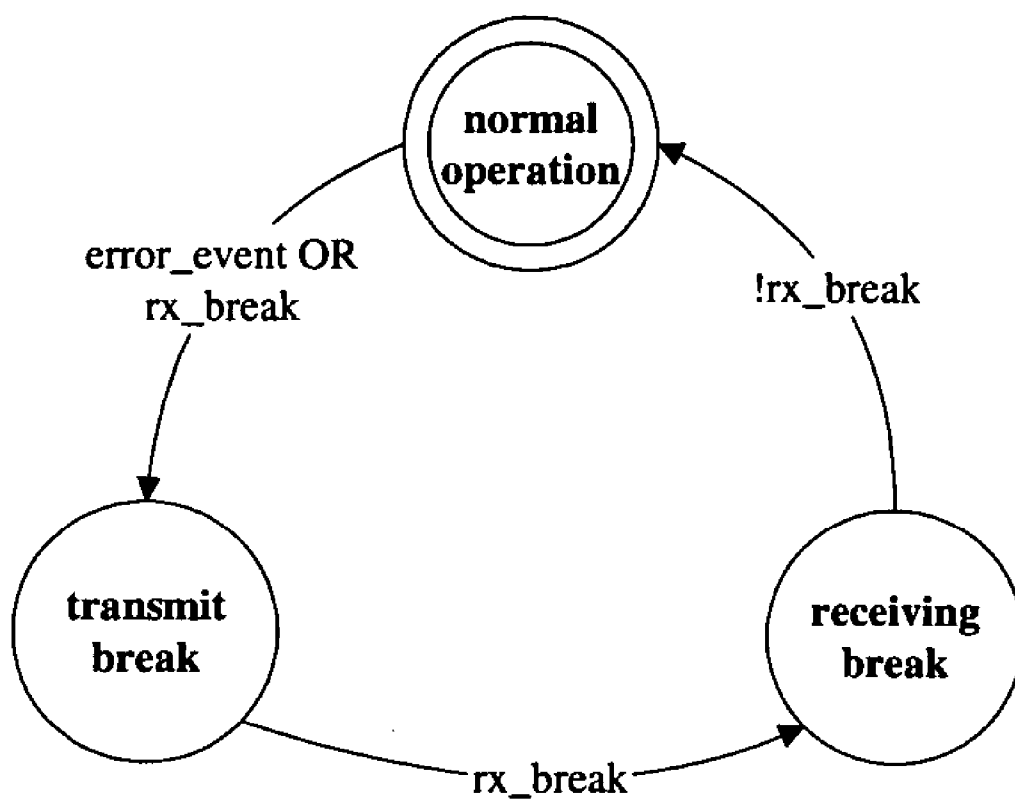 normal
operation
error_event OR
rx_break
!rx_break
transmit
break
receiving
break
rx_break